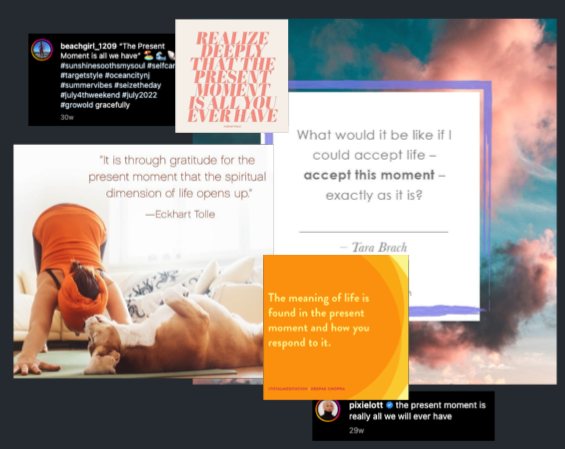 beachgirl_1209 "The Present
Moment is all we have"
#sunshinesoothsmysoul #selfcar
#targetstyle #oceancitynj
#summervibes #seizetheday
#july4thweekend #july2022
#growold gracefully
30w
REALIZE
DEEPLY
THAT THE
PRESENT
MOMENT
IS ALL YOU
EVER HAVE
What would it be like if I
could accept life –
accept this moment –
exactly as it is?
– Tara Brach
"It is through gratitude for the
present moment that the spiritual
dimension of life opens up."
—Eckhart Tolle
The meaning of life is
found in the present
moment and how you
respond to it.
pixielott the present moment is
really all we will ever have
29w